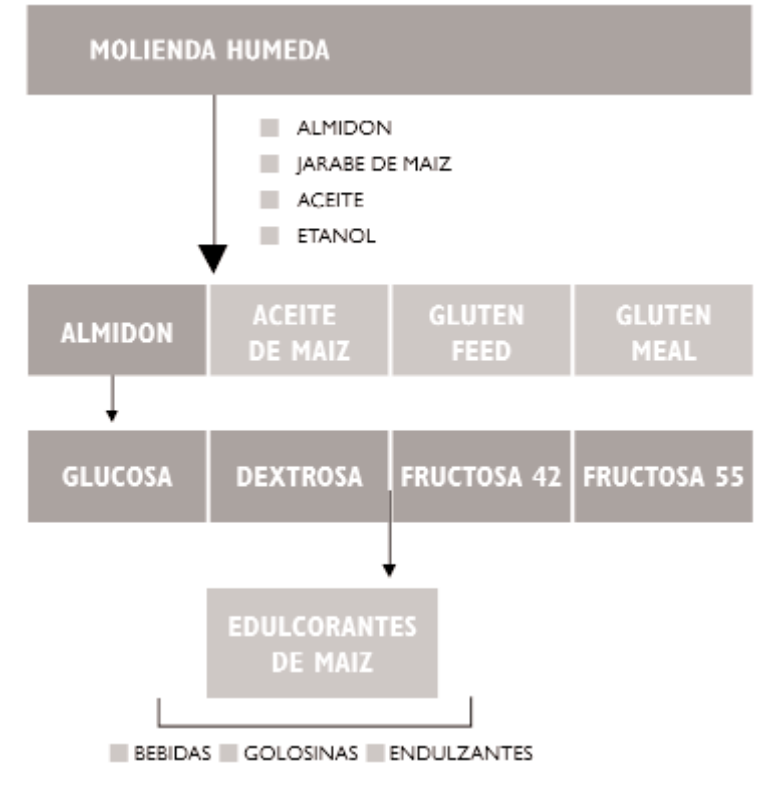 MOLIENDA HUMEDA
ALMIDON
JARABE DE MAIZ
ACEITE
ETANOL
ALMIDON
ACEITE
DE MAIZ
GLUTEN
FEED
GLUTEN
MEAL
GLUCOSA
DEXTROSA
FRUCTOSA 42
FRUCTOSA 55
EDULCORANTES
DE MAIZ
BEBIDAS
GOLOSINAS
ENDULZANTES